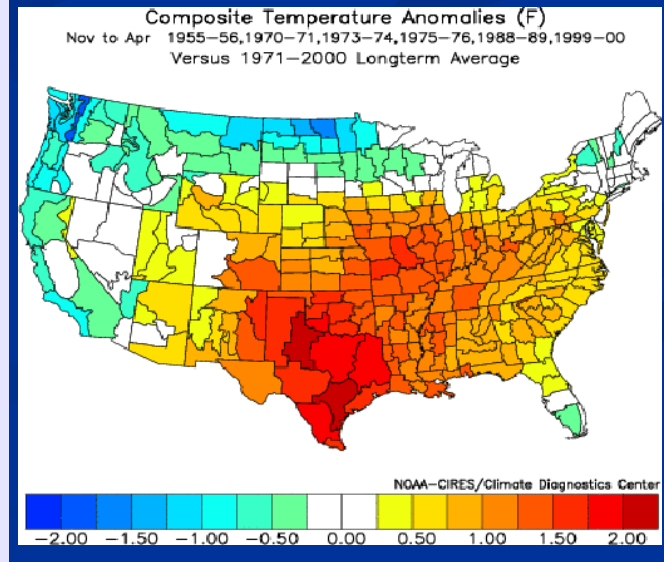 Composite Temperature Anomalies (F)
Nov to Apr 1955-56,1970-71,1973-74,1975-76,1988-89,1999-00
Versus 1971-2000 Longterm Average
NOAA-CIRES/Climate Diagnostics Center
-2.00 -1.50 -1.00 -0.50 0.00 0.50 1.00 1.50 2.00